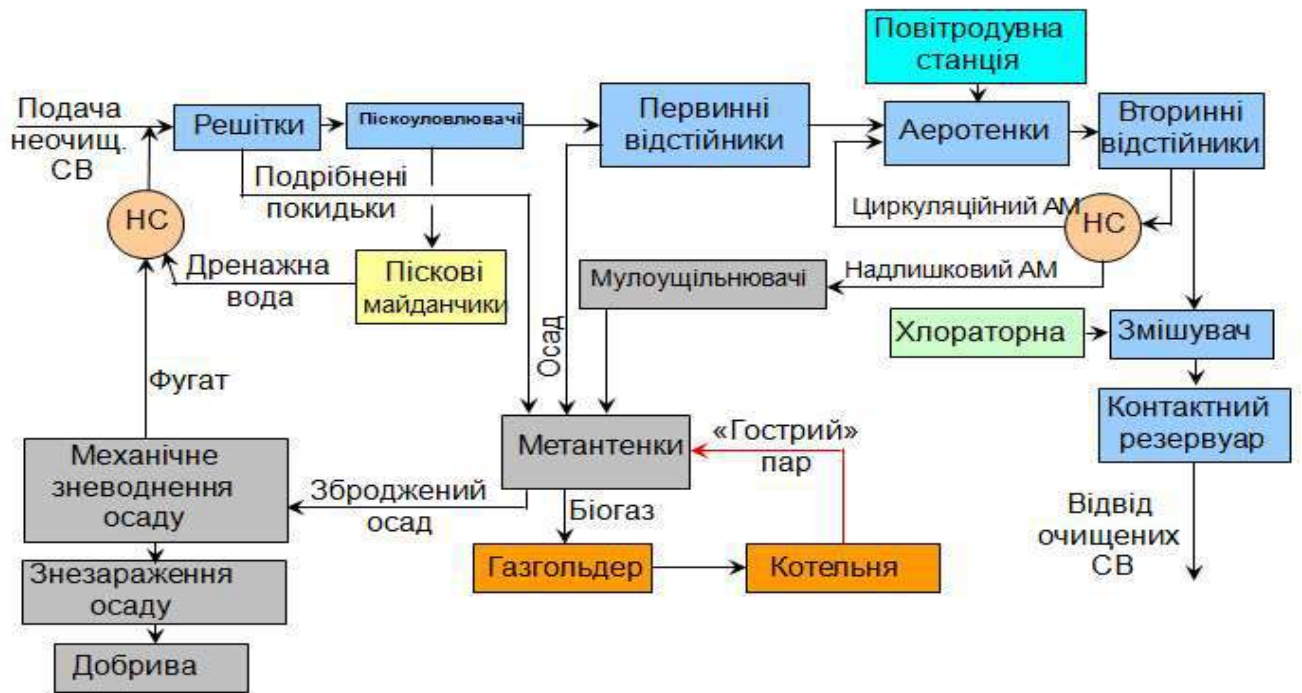 Повітродувна
станція
Подача
неочищ.
СВ
Решітки
Піскоуловлювачі
Первинні
відстійники
Аеротенки
Вторинні
відстійники
Подрібнені
покидьки
НС
Циркуляційний АМ
НС
Дренажна
вода
Піскові
майданчики
Мулоущільнювачі
Надлишковий АМ
Осад
Хлораторна
Змішувач
Фугат
Контактний
резервуар
Метантенки
«Гострий»
пар
Механічне
зневоднення
осаду
Зброджений
осад
Біогаз
Відвід
очищених
СВ
Газгольдер
Котельня
Знезараження
осаду
Добрива